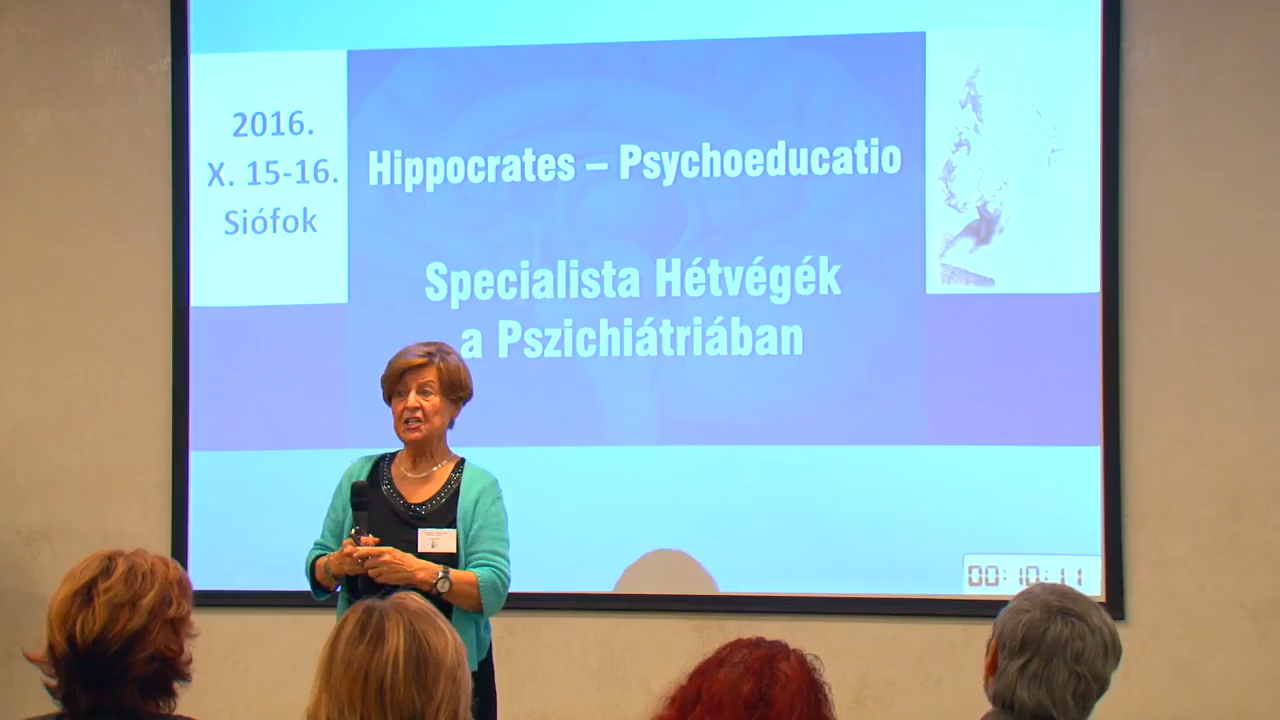 2016.
X. 15-16.
Siófok
Hippocrates – Psychoeducatio
Specialista Hétvégék
a Pszichiátriában
00:10:11